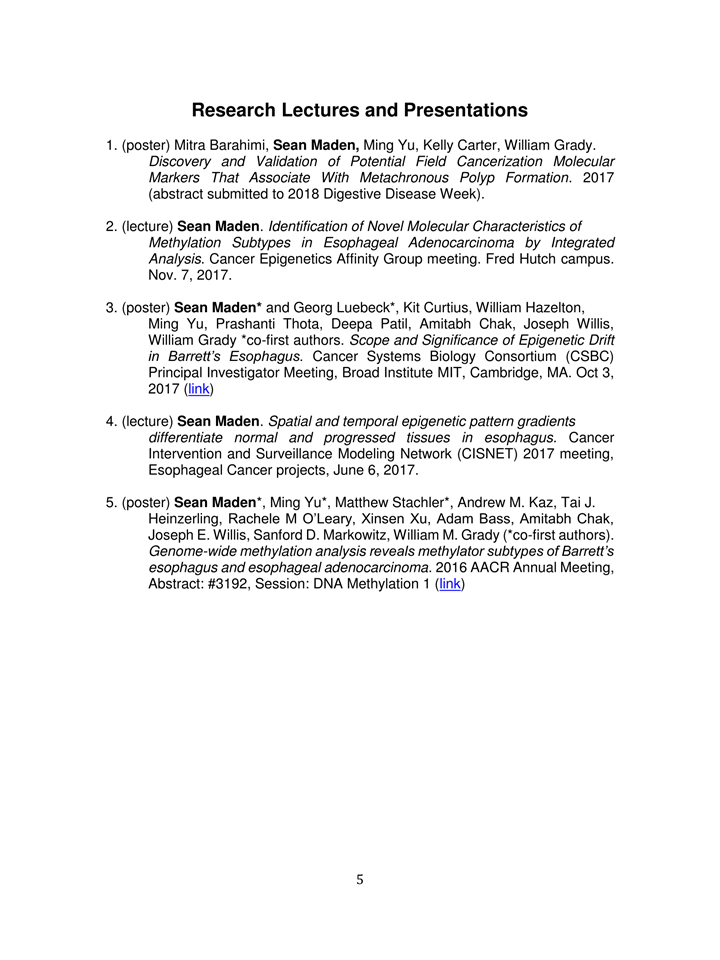 Research Lectures and Presentations
1. (poster) Mitra Barahimi, Sean Maden, Ming Yu, Kelly Carter, William Grady.
Discovery and Validation of Potential Field Cancerization Molecular
Markers That Associate With Metachronous Polyp Formation. 2017
(abstract submitted to 2018 Digestive Disease Week).
2. (lecture) Sean Maden. Identification of Novel Molecular Characteristics of
Methylation Subtypes in Esophageal Adenocarcinoma by Integrated
Analysis. Cancer Epigenetics Affinity Group meeting. Fred Hutch campus.
Nov. 7, 2017.
3. (poster) Sean Maden* and Georg Luebeck*, Kit Curtius, William Hazelton,
Ming Yu, Prashanti Thota, Deepa Patil, Amitabh Chak, Joseph Willis,
William Grady *co-first authors. Scope and Significance of Epigenetic Drift
in Barrett’s Esophagus. Cancer Systems Biology Consortium (CSBC)
Principal Investigator Meeting, Broad Institute MIT, Cambridge, MA. Oct 3,
2017 (link)
4. (lecture) Sean Maden. Spatial and temporal epigenetic pattern gradients
differentiate normal and progressed tissues in esophagus. Cancer
Intervention and Surveillance Modeling Network (CISNET) 2017 meeting,
Esophageal Cancer projects, June 6, 2017.
5. (poster) Sean Maden*, Ming Yu*, Matthew Stachler*, Andrew M. Kaz, Tai J.
Heinzerling, Rachele M O’Leary, Xinsen Xu, Adam Bass, Amitabh Chak,
Joseph E. Willis, Sanford D. Markowitz, William M. Grady (*co-first authors).
Genome-wide methylation analysis reveals methylator subtypes of Barrett’s
esophagus and esophageal adenocarcinoma. 2016 AACR Annual Meeting,
Abstract: #3192, Session: DNA Methylation 1 (link)
5